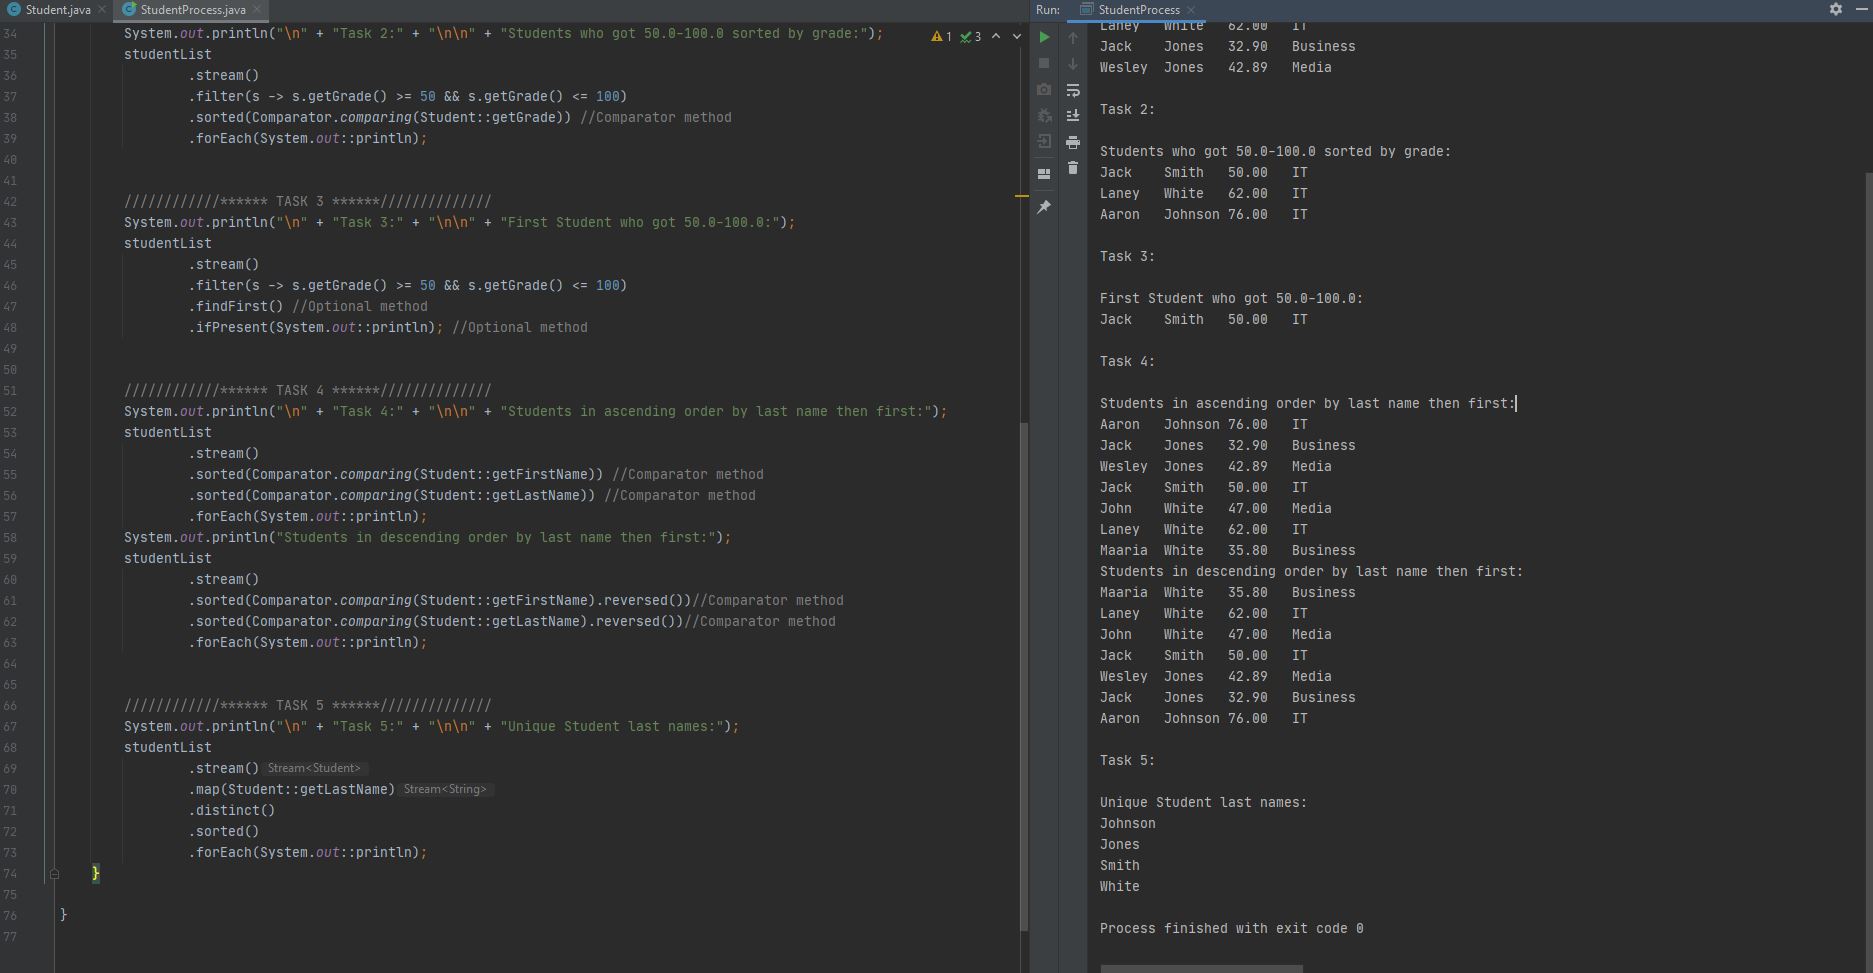 Student.java
StudentProcess.java
34 System.out.println("\n" + "Task 2:" + "\n\n" + "Students who got 50.0-100.0 sorted by grade:");
1 3
35 studentList
36 .stream()
37 .filter(s -> s.getGrade() >= 50 && s.getGrade() <= 100)
38 .sorted(Comparator.comparing(Student::getGrade)) //Comparator method
39 .forEach(System.out::println);
40
41
42 ////////////****** TASK 3 ******//////////////
43 System.out.println("\n" + "Task 3:" + "\n\n" + "First Student who got 50.0-100.0:");
44 studentList
45 .stream()
46 .filter(s -> s.getGrade() >= 50 && s.getGrade() <= 100)
47 .findFirst() //Optional method
48 .ifPresent(System.out::println); //Optional method
49
50
51 ////////////****** TASK 4 ******//////////////
52 System.out.println("\n" + "Task 4:" + "\n\n" + "Students in ascending order by last name then first:");
53 studentList
54 .stream()
55 .sorted(Comparator.comparing(Student::getFirstName)) //Comparator method
56 .sorted(Comparator.comparing(Student::getLastName)) //Comparator method
57 .forEach(System.out::println);
58 System.out.println("Students in descending order by last name then first:");
59 studentList
60 .stream()
61 .sorted(Comparator.comparing(Student::getFirstName).reversed())//Comparator method
62 .sorted(Comparator.comparing(Student::getLastName).reversed())//Comparator method
63 .forEach(System.out::println);
64
65
66 ////////////****** TASK 5 ******//////////////
67 System.out.println("\n" + "Task 5:" + "\n\n" + "Unique Student last names:");
68 studentList
69 .stream() Stream<Student>
70 .map(Student::getLastName) Stream<String>
71 .distinct()
72 .sorted()
73 .forEach(System.out::println);
74 }
75
76 }
77
Run: StudentProcess
Laney White 62.00 IT
Jack Jones 32.90 Business
Wesley Jones 42.89 Media
Task 2:
Students who got 50.0-100.0 sorted by grade:
Jack Smith 50.00 IT
Laney White 62.00 IT
Aaron Johnson 76.00 IT
Task 3:
First Student who got 50.0-100.0:
Jack Smith 50.00 IT
Task 4:
Students in ascending order by last name then first:
Aaron Johnson 76.00 IT
Jack Jones 32.90 Business
Wesley Jones 42.89 Media
Jack Smith 50.00 IT
John White 47.00 Media
Laney White 62.00 IT
Maaria White 35.80 Business
Students in descending order by last name then first:
Maaria White 35.80 Business
Laney White 62.00 IT
John White 47.00 Media
Jack Smith 50.00 IT
Wesley Jones 42.89 Media
Jack Jones 32.90 Business
Aaron Johnson 76.00 IT
Task 5:
Unique Student last names:
Johnson
Jones
Smith
White
Process finished with exit code 0